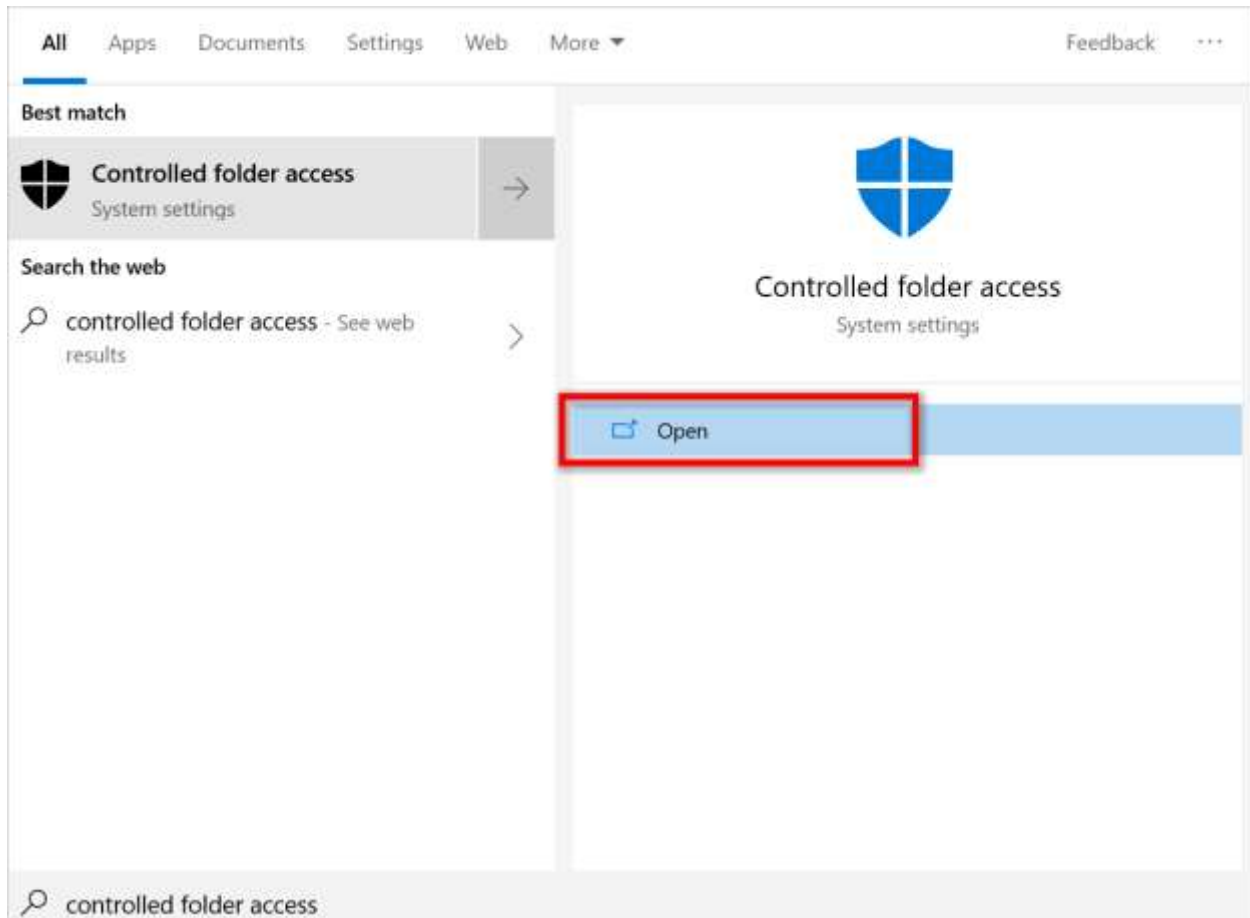 All Apps Documents Settings Web More Feedback ...
Best match
Controlled folder access
System settings
Search the web
controlled folder access - See web
results
Controlled folder access
System settings
Open
controlled folder access